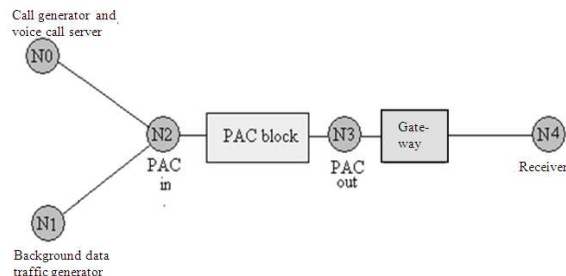 Call generator and
voice call server
N0
N2
PAC block
N3
Gate-
way
N4
PAC
in
PAC
out
Receiver
N1
Background data
traffic generator